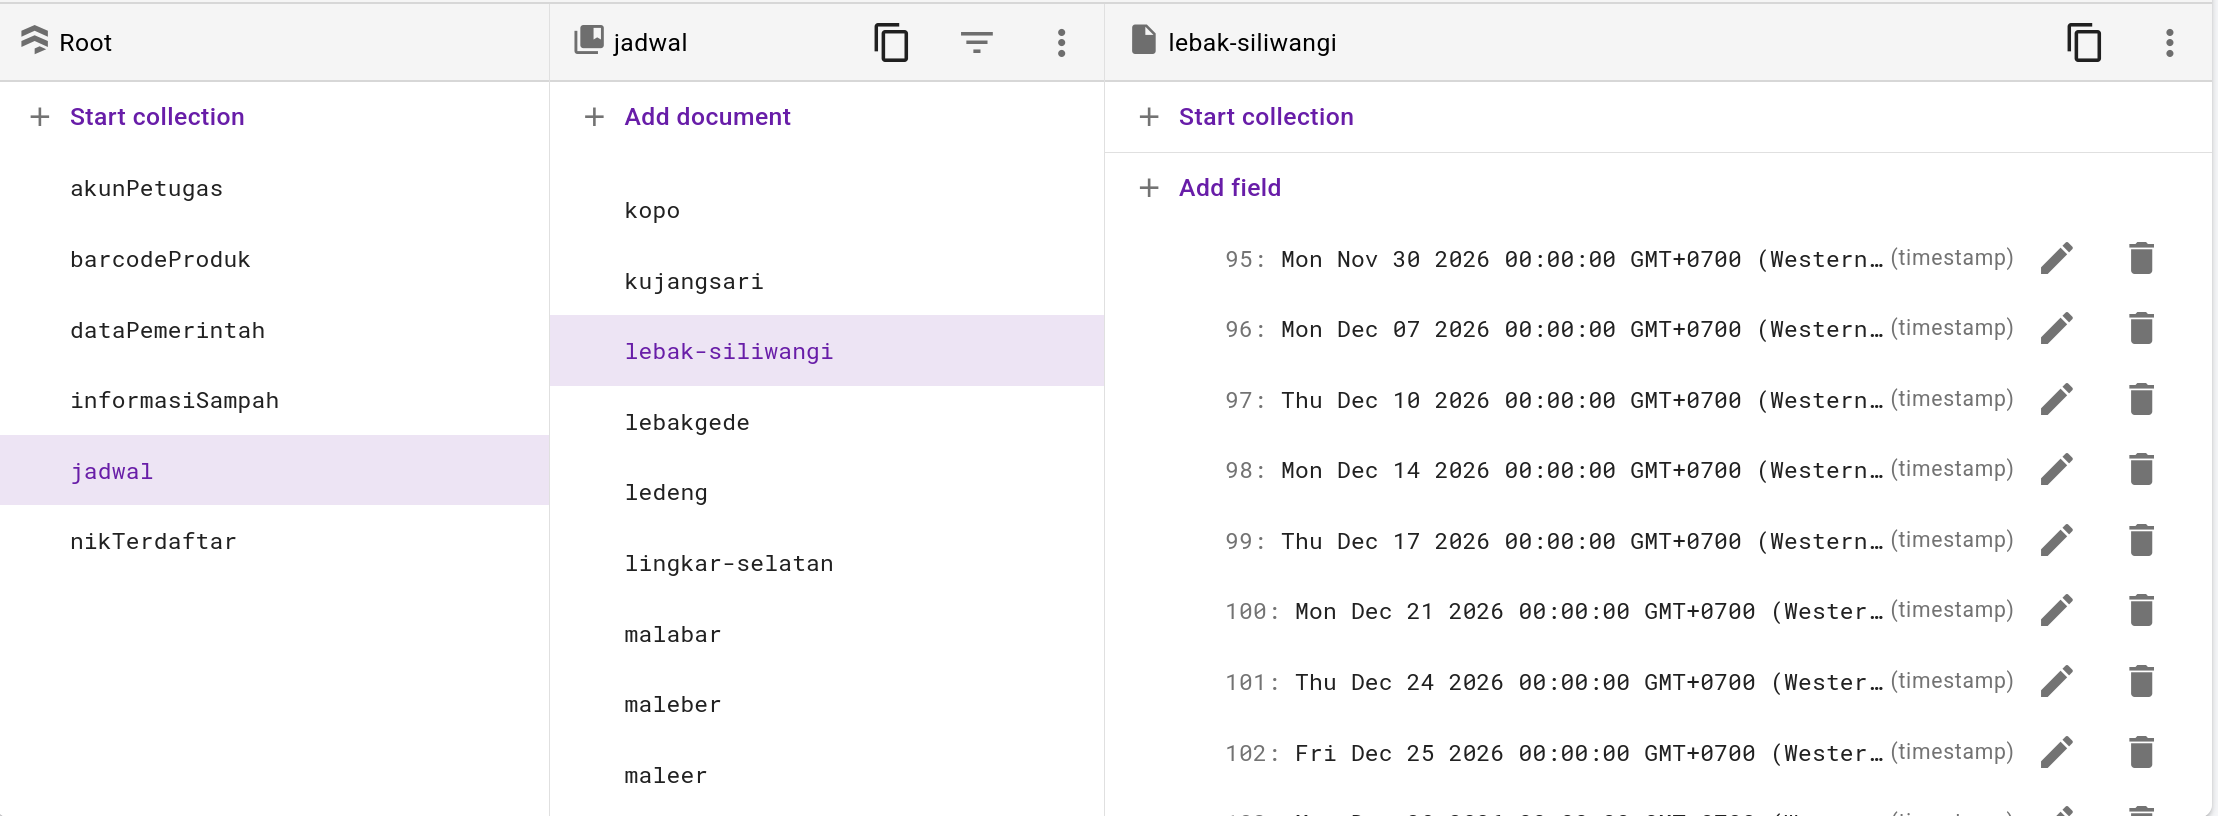 Root
Start collection
akunPetugas
barcodeProduk
dataPemerintah
informasiSampah
jadwal
nikTerdaftar
jadwal
Add document
kopo
kujangsari
lebak-siliwangi
lebakgede
ledeng
lingkar-selatan
malabar
maleber
maleer
lebak-siliwangi
Start collection
Add field
95: Mon Nov 30 2026 00:00:00 GMT+0700 (Western… (timestamp)
96: Mon Dec 07 2026 00:00:00 GMT+0700 (Western… (timestamp)
97: Thu Dec 10 2026 00:00:00 GMT+0700 (Western… (timestamp)
98: Mon Dec 14 2026 00:00:00 GMT+0700 (Western… (timestamp)
99: Thu Dec 17 2026 00:00:00 GMT+0700 (Western… (timestamp)
100: Mon Dec 21 2026 00:00:00 GMT+0700 (Wester… (timestamp)
101: Thu Dec 24 2026 00:00:00 GMT+0700 (Wester… (timestamp)
102: Fri Dec 25 2026 00:00:00 GMT+0700 (Wester… (timestamp)